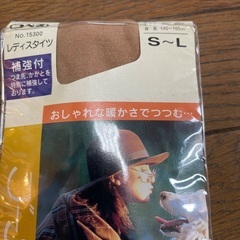 No.15300
レディスタイツ
S～L
補強付
つま先、かかとを
特別に補強して
おります
おしゃれな暖かさでつつむ…